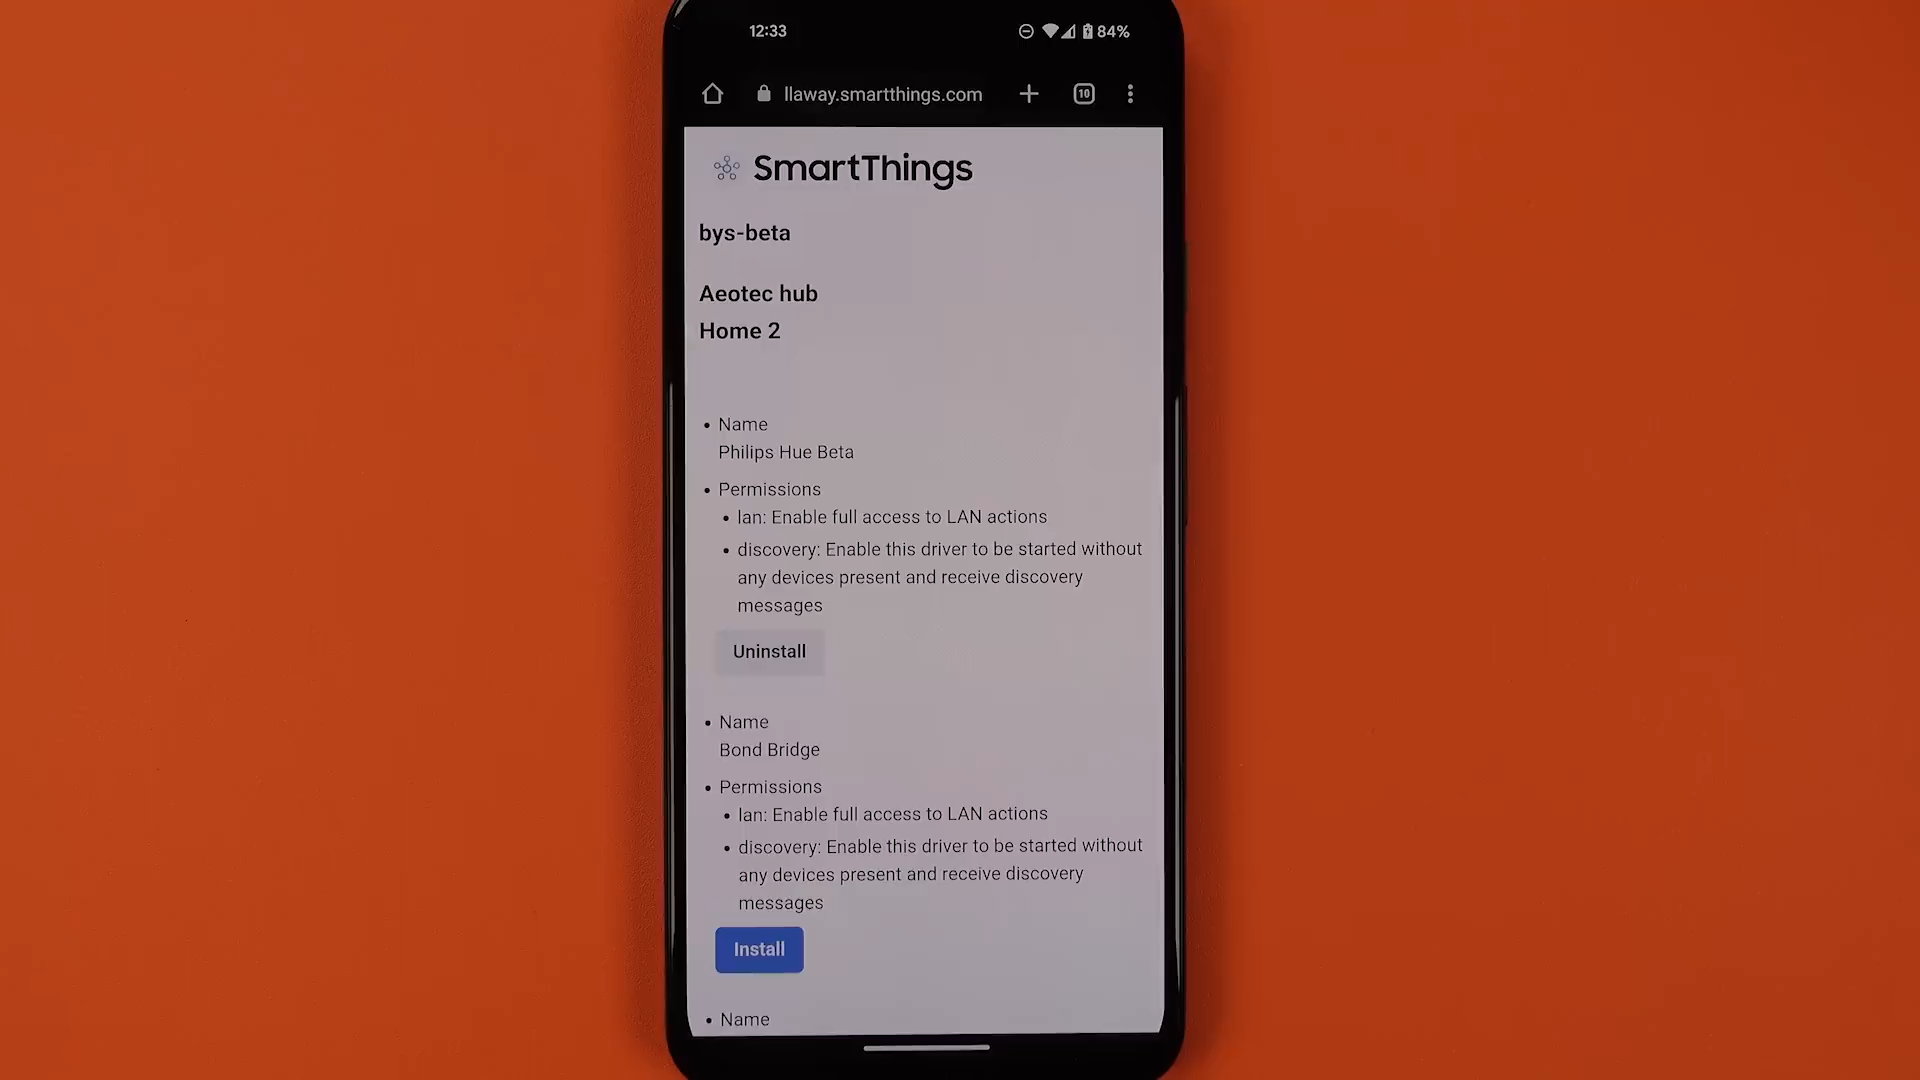 12:33
84%
llaway.smartthings.com
10
SmartThings
bys-beta
Aeotec hub
Home 2
Name
Philips Hue Beta
Permissions
lan: Enable full access to LAN actions
discovery: Enable this driver to be started without
any devices present and receive discovery
messages
Uninstall
Name
Bond Bridge
Permissions
lan: Enable full access to LAN actions
discovery: Enable this driver to be started without
any devices present and receive discovery
messages
Install
Name